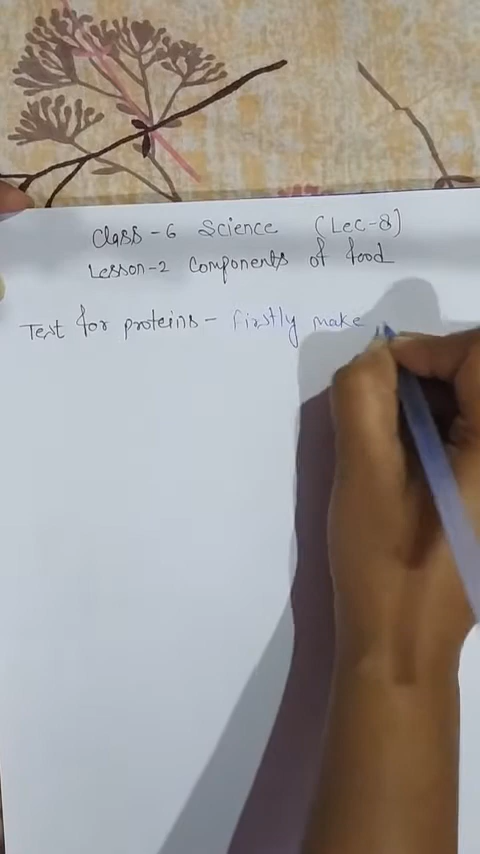 Class - 6 Science (Lec-8)
Lesson-2 Components of food
Test for proteins - firstly make